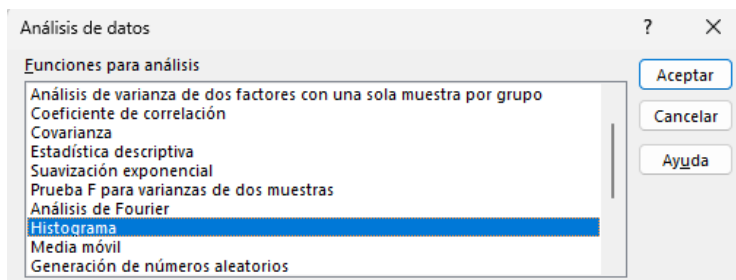 Análisis de datos
?
Funciones para análisis
Aceptar
Análisis de varianza de dos factores con una sola muestra por grupo
Coeficiente de correlación
Cancelar
Covarianza
Estadística descriptiva
Ayuda
Suavización exponencial
Prueba F para varianzas de dos muestras
Análisis de Fourier
Histograma
Media móvil
Generación de números aleatorios